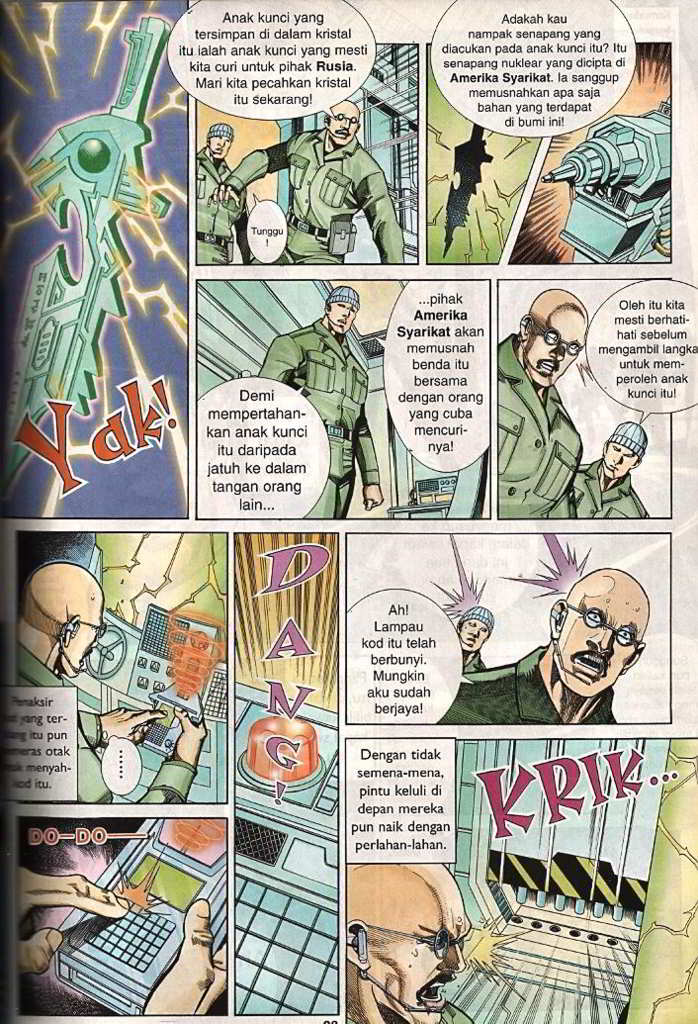 Anak kunci yang
tersimpan di dalam kristal
itu ialah anak kunci yang mesti
kita curi untuk pihak Rusia.
Mari kita pecahkan kristal
itu sekarang!
Tunggu
!
Adakah kau
nampak senapang yang
diacukan pada anak kunci itu? Itu
senapang nuklear yang dicipta di
Amerika Syarikat. Ia sanggup
memusnahkan apa saja
bahan yang terdapat
di bumi ini!
Yak!
Demi
mempertahan-
kan anak kunci
itu daripada
jatuh ke dalam
tangan orang
lain...
...pihak
Amerika
Syarikat akan
memusnah
benda itu
bersama
dengan orang
yang cuba
mencuri-
nya!
Oleh itu kita
mesti berhati-
hati sebelum
mengambil langka
untuk mem-
peroleh anak
kunci itu!
Penaksir
yang ter-
itu pun
otak
menyah-
kod itu.
.......
DO-DO
DANG!
Ah!
Lampau
kod itu telah
berbunyi.
Mungkin
aku sudah
berjaya!
Dengan tidak
semena-mena,
pintu keluli di
depan mereka
pun naik dengan
perlahan-lahan.
KRIK...